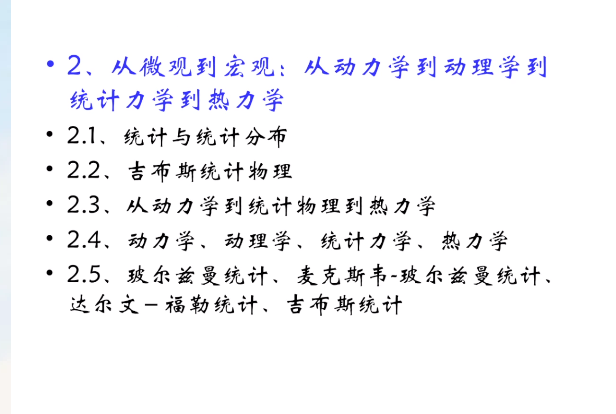 • 2、从微观到宏观：从动力学到动理学到
统计力学到热力学
• 2.1、统计与统计分布
• 2.2、吉布斯统计物理
• 2.3、从动力学到统计物理到热力学
• 2.4、动力学、动理学、统计力学、热力学
• 2.5、玻尔兹曼统计、麦克斯韦-玻尔兹曼统计、
达尔文－福勒统计、吉布斯统计